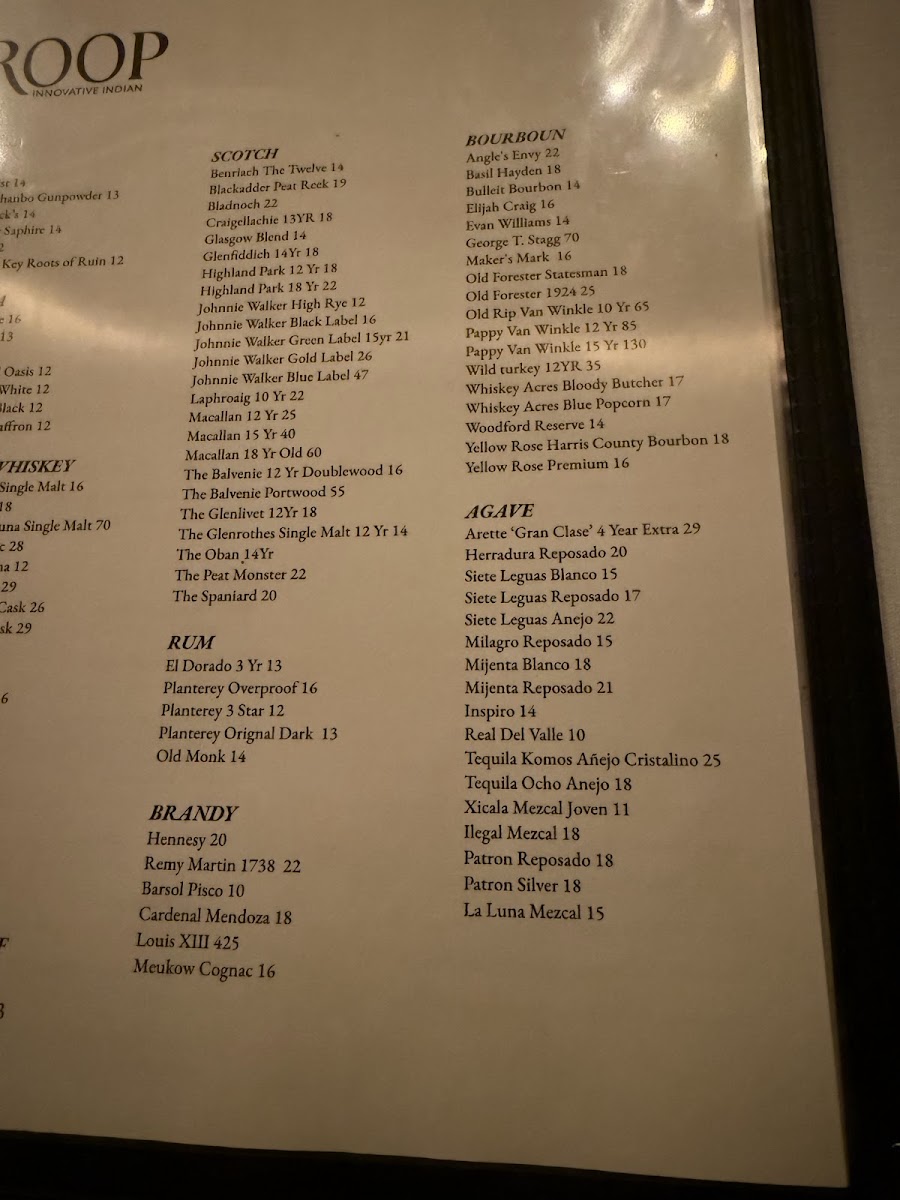 ROOP
INNOVATIVE INDIAN
14
Gunpowder 13
14
Saphire 14
Key Roots of Ruin 12
16
13
Oasis 12
White 12
12
12
WHISKEY
Single Malt 16
18
Single Malt 70
28
12
29
Cask 26
29
6
SCOTCH
Benriach The Twelve 14
Blackadder Peat Reek 19
Bladnoch 22
Craigellachie 13YR 18
Glasgow Blend 14
Glenfiddich 14Yr 18
Highland Park 12 Yr 18
Highland Park 18 Yr 22
Johnnie Walker High Rye 12
Johnnie Walker Black Label 16
Johnnie Walker Green Label 15yr 21
Johnnie Walker Gold Label 26
Johnnie Walker Blue Label 47
Laphroaig 10 Yr 22
Macallan 12 Yr 25
Macallan 15 Yr 40
Macallan 18 Yr Old 60
The Balvenie 12 Yr Doublewood 16
The Balvenie Portwood 55
The Glenlivet 12Yr 18
The Glenrothes Single Malt 12 Yr 14
The Oban 14Yr
The Peat Monster 22
The Spaniard 20
RUM
El Dorado 3 Yr 13
Planterey Overproof 16
Planterey 3 Star 12
Planterey Orignal Dark 13
Old Monk 14
BRANDY
Hennesy 20
Remy Martin 1738 22
Barsol Pisco 10
Cardenal Mendoza 18
Louis XIII 425
Meukow Cognac 16
BOURBOUN
Angle's Envy 22
Basil Hayden 18
Bulleit Bourbon 14
Elijah Craig 16
Evan Williams 14
George T. Stagg 70
Maker's Mark 16
Old Forester Statesman 18
Old Forester 1924 25
Old Rip Van Winkle 10 Yr 65
Pappy Van Winkle 12 Yr 85
Pappy Van Winkle 15 Yr 130
Wild turkey 12YR 35
Whiskey Acres Bloody Butcher 17
Whiskey Acres Blue Popcorn 17
Woodford Reserve 14
Yellow Rose Harris County Bourbon 18
Yellow Rose Premium 16
AGAVE
Arette ‘Gran Clase’ 4 Year Extra 29
Herradura Reposado 20
Siete Leguas Blanco 15
Siete Leguas Reposado 17
Siete Leguas Anejo 22
Milagro Reposado 15
Mijenta Blanco 18
Mijenta Reposado 21
Inspiro 14
Real Del Valle 10
Tequila Komos Añejo Cristalino 25
Tequila Ocho Anejo 18
Xicala Mezcal Joven 11
Ilegal Mezcal 18
Patron Reposado 18
Patron Silver 18
La Luna Mezcal 15